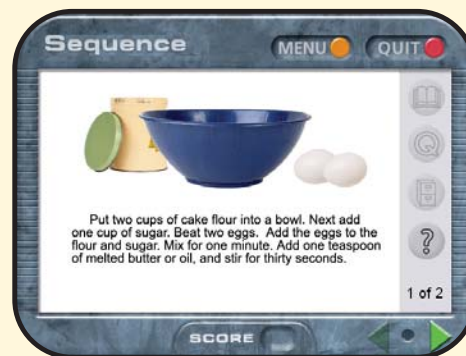 Sequence
MENU
QUIT
Put two cups of cake flour into a bowl. Next add
one cup of sugar. Beat two eggs.  Add the eggs to the
flour and sugar. Mix for one minute. Add one teaspoon
of melted butter or oil, and stir for thirty seconds.
?
1 of 2
SCORE